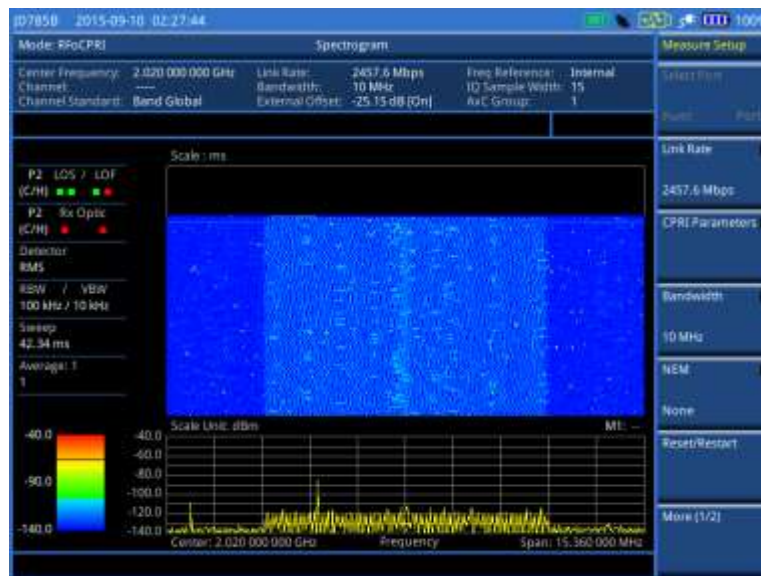 JD785B 2015-09-10 02:27:44
100%
Mode: RFoCPRI
Spectrogram
Measure Setup
Center Frequency: 2.020 000 000 GHz
Channel: ----
Channel Standard: Band Global
Link Rate: 2457.6 Mbps
Bandwidth: 10 MHz
External Offset: -25.15 dB [On]
Freq Reference: Internal
IQ Sample Width: 15
AxC Group: 1
Select Port
Port
Link Rate
2457.6 Mbps
CPRI Parameters
Bandwidth
10 MHz
NEM
None
Reset/Restart
More (1/2)
Scale : ms
P2 LOS / LOF
(C/H)
P2 Rx Optic
(C/H)
Detector
RMS
RBW / VBW
100 kHz / 10 kHz
Sweep
42.34 ms
Average: 1
1
-40.0
-90.0
-140.0
Scale Unit: dBm
M1: --
-40.0
-60.0
-80.0
-100.0
-120.0
-140.0
Center: 2.020 000 000 GHz
Frequency
Span: 15.360 000 MHz